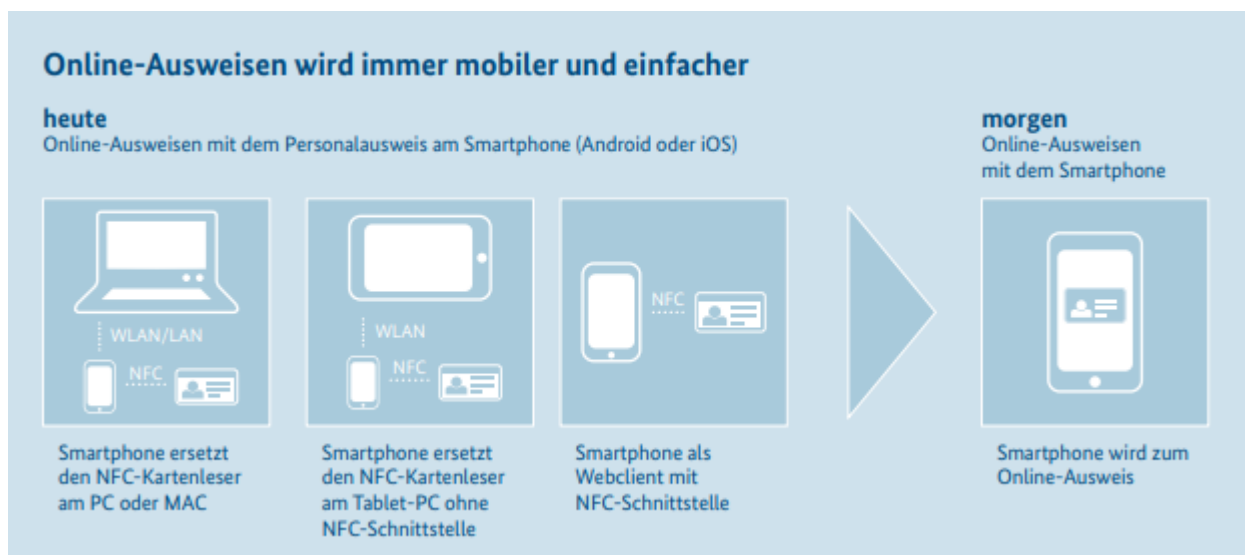 Online-Ausweisen wird immer mobiler und einfacher
heute
Online-Ausweisen mit dem Personalausweis am Smartphone (Android oder iOS)
WLAN/LAN
NFC
Smartphone ersetzt
den NFC-Kartenleser
am PC oder MAC
WLAN
NFC
Smartphone ersetzt
den NFC-Kartenleser
am Tablet-PC ohne
NFC-Schnittstelle
NFC
Smartphone als
Webclient mit
NFC-Schnittstelle
morgen
Online-Ausweisen
mit dem Smartphone
Smartphone wird zum
Online-Ausweis